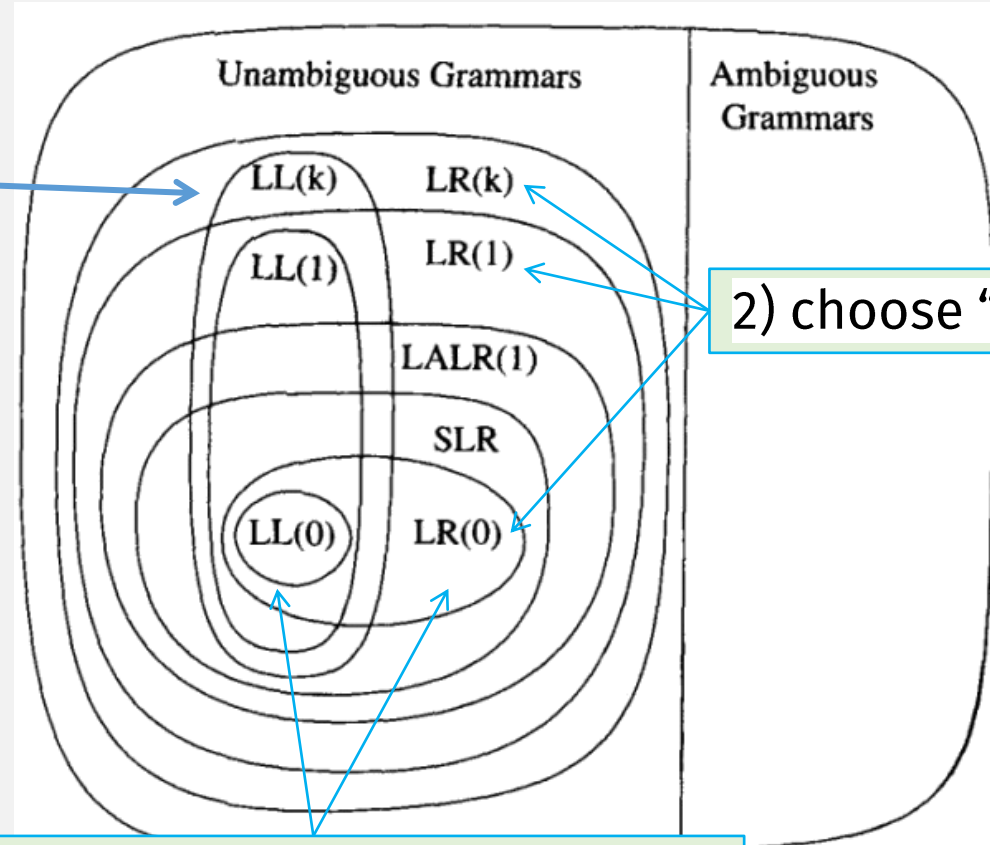 Unambiguous Grammars
Ambiguous
Grammars
LL(k)
LR(k)
LL(1)
LR(1)
2) choose “
LALR(1)
SLR
LL(0)
LR(0)